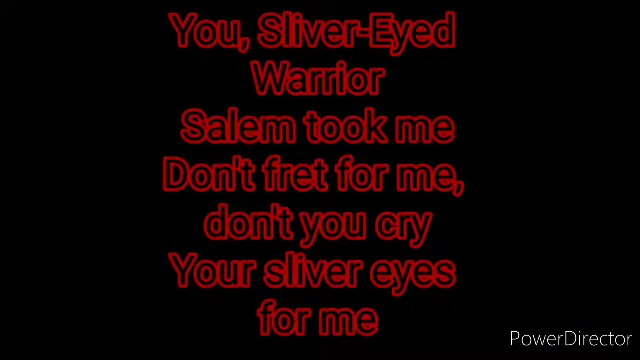 You, Sliver-Eyed
Warrior
Salem took me
Don't fret for me,
don't you cry
Your sliver eyes
for me
PowerDirector